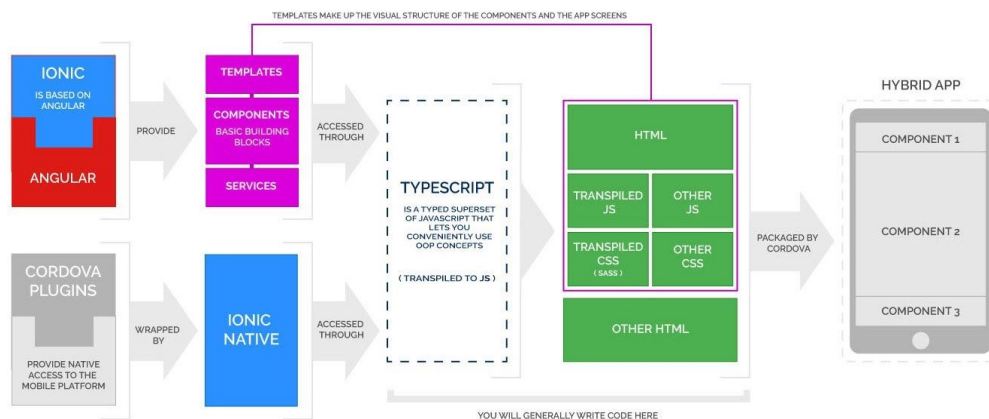 TEMPLATES MAKE UP THE VISUAL STRUCTURE OF THE COMPONENTS AND THE APP SCREENS
IONIC
IS BASED ON
ANGULAR
ANGULAR
PROVIDE
TEMPLATES
COMPONENTS
BASIC BUILDING
BLOCKS
SERVICES
ACCESSED
THROUGH
CORDOVA
PLUGINS
PROVIDE NATIVE
ACCESS TO THE
MOBILE PLATFORM
WRAPPED
BY
IONIC
NATIVE
ACCESSED
THROUGH
TYPESCRIPT
IS A TYPED SUPERSET
OF JAVASCRIPT THAT
LETS YOU
CONVENIENTLY USE
OOP CONCEPTS
( TRANSPILED TO JS )
HTML
TRANSPILED
JS
OTHER
JS
TRANSPILED
CSS
( SASS )
OTHER
CSS
OTHER HTML
YOU WILL GENERALLY WRITE CODE HERE
PACKAGED BY
CORDOVA
HYBRID APP
COMPONENT 1
COMPONENT 2
COMPONENT 3